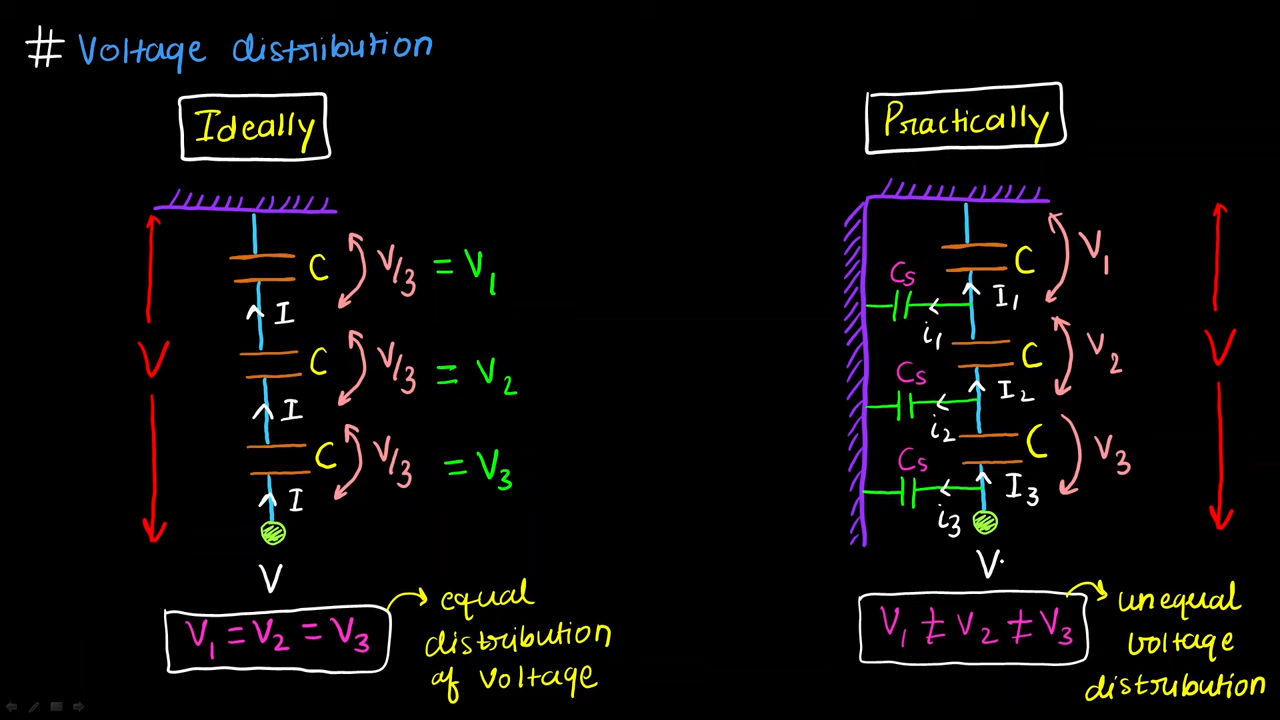 # Voltage distribution
Ideally
V
C
V/3 = V₁
I
C
V/3 = V₂
I
C
V/3 = V₃
I
V
V₁ = V₂ = V₃
equal
distribution
of voltage
Practically
C
V₁
Cs
I₁
i₁
C
V₂
V
Cs
I₂
i₂
C
V₃
Cs
I₃
i₃
V.
V₁ ≠ V₂ ≠ V₃
unequal
voltage
distribution